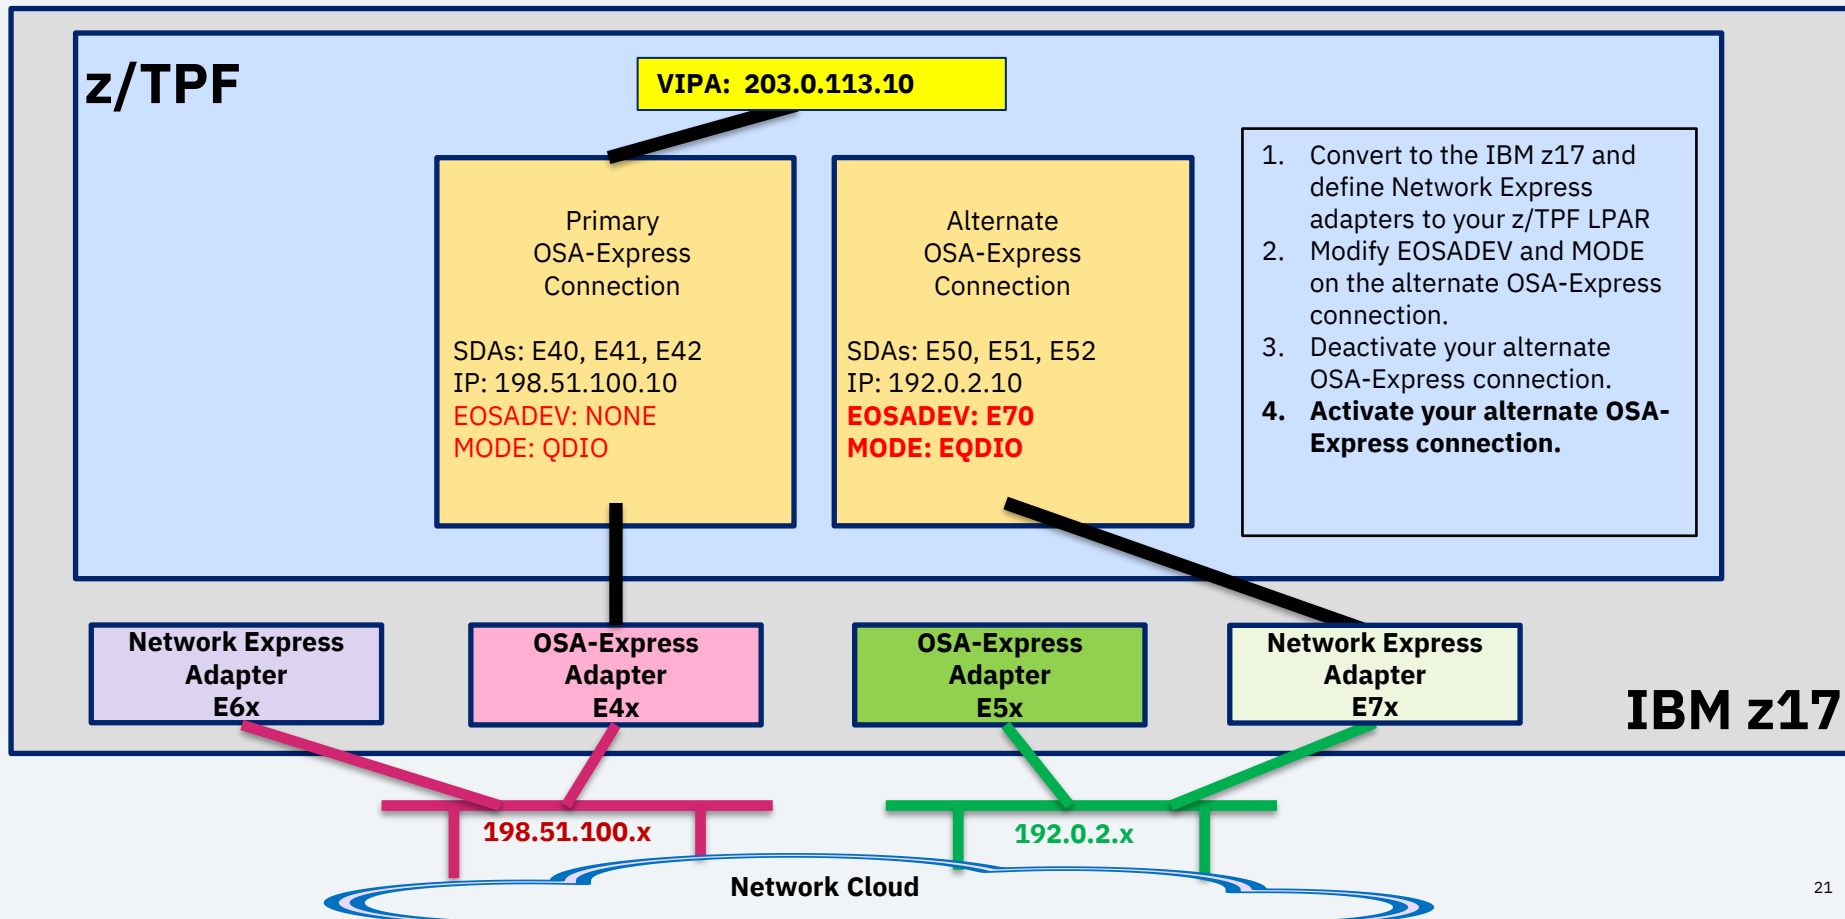 z/TPF
VIPA: 203.0.113.10
Primary
OSA-Express
Connection
SDAs: E40, E41, E42
IP: 198.51.100.10
EOSADEV: NONE
MODE: QDIO
Alternate
OSA-Express
Connection
SDAs: E50, E51, E52
IP: 192.0.2.10
EOSADEV: E70
MODE: EQDIO
1. Convert to the IBM z17 and
define Network Express
adapters to your z/TPF LPAR
2. Modify EOSADEV and MODE
on the alternate OSA-Express
connection.
3. Deactivate your alternate
OSA-Express connection.
4. Activate your alternate OSA-
Express connection.
Network Express
Adapter
E6x
OSA-Express
Adapter
E4x
OSA-Express
Adapter
E5x
Network Express
Adapter
E7x
IBM z17
198.51.100.x
192.0.2.x
Network Cloud
21